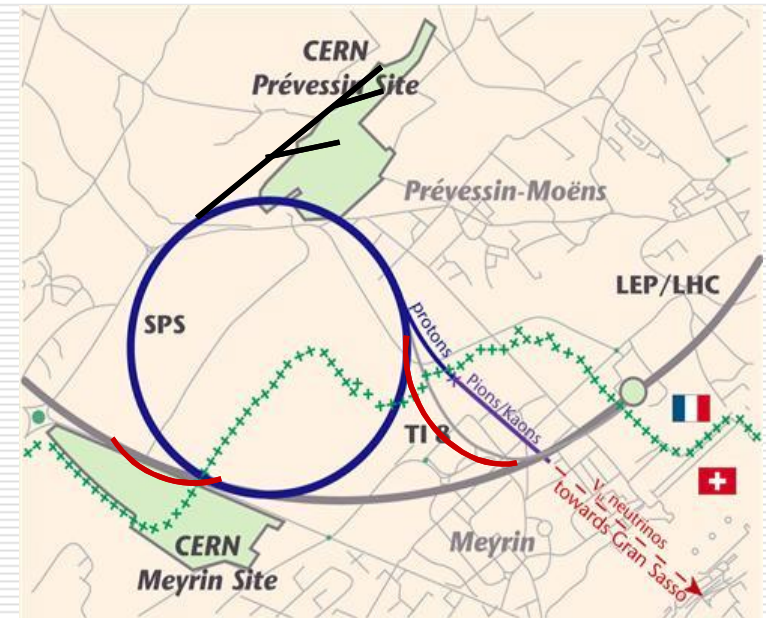 CERN
Prévessin Site
Prévessin-Moëns
LEP/LHC
SPS
protons
Pions/Kaons
TI 8
νμ neutrinos
towards Gran Sasso
Meyrin
CERN
Meyrin Site